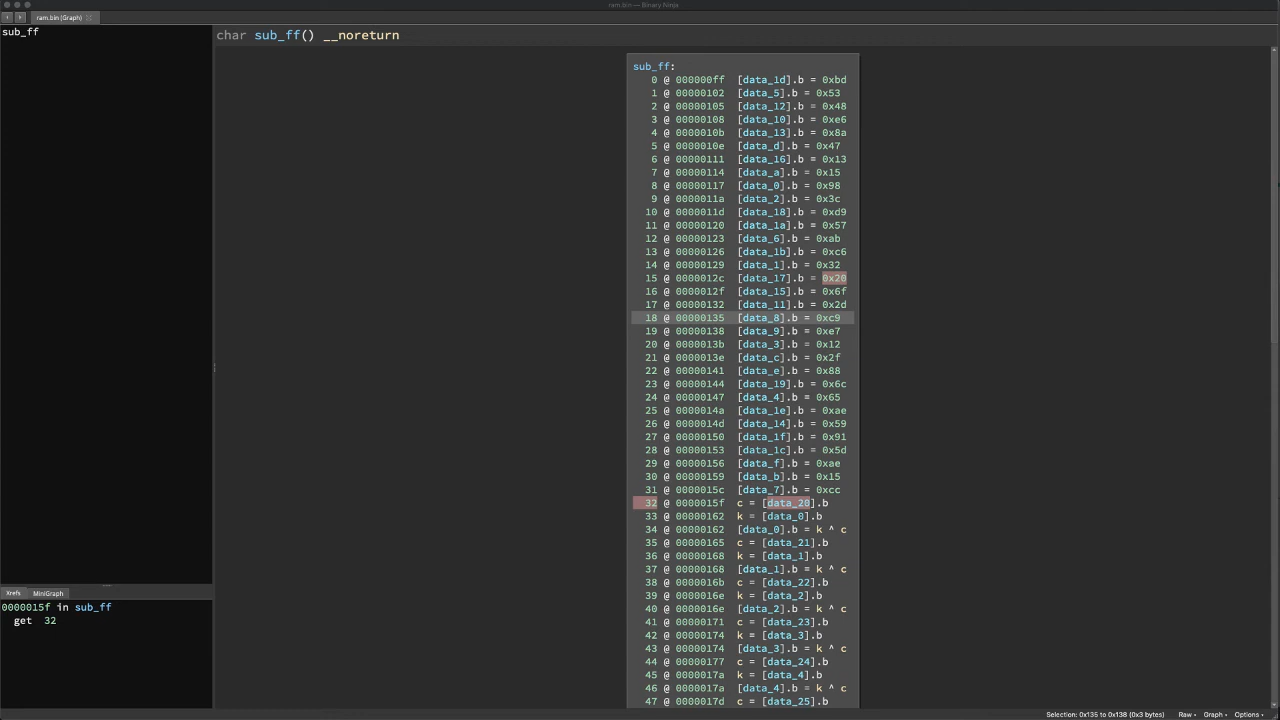 ram.bin — Binary Ninja
ram.bin (Graph)
sub_ff
char sub_ff() __noreturn
sub_ff:
0 @ 000000ff [data_1d].b = 0xbd
1 @ 00000102 [data_5].b = 0x53
2 @ 00000105 [data_12].b = 0x48
3 @ 00000108 [data_10].b = 0xe6
4 @ 0000010b [data_13].b = 0x8a
5 @ 0000010e [data_d].b = 0x47
6 @ 00000111 [data_16].b = 0x13
7 @ 00000114 [data_a].b = 0x15
8 @ 00000117 [data_0].b = 0x98
9 @ 0000011a [data_2].b = 0x3c
10 @ 0000011d [data_18].b = 0xd9
11 @ 00000120 [data_1a].b = 0x57
12 @ 00000123 [data_6].b = 0xab
13 @ 00000126 [data_1b].b = 0xc6
14 @ 00000129 [data_1].b = 0x32
15 @ 0000012c [data_17].b = 0x20
16 @ 0000012f [data_15].b = 0x6f
17 @ 00000132 [data_11].b = 0x2d
18 @ 00000135 [data_8].b = 0xc9
19 @ 00000138 [data_9].b = 0xe7
20 @ 0000013b [data_3].b = 0x12
21 @ 0000013e [data_c].b = 0x2f
22 @ 00000141 [data_e].b = 0x88
23 @ 00000144 [data_19].b = 0x6c
24 @ 00000147 [data_4].b = 0x65
25 @ 0000014a [data_1e].b = 0xae
26 @ 0000014d [data_14].b = 0x59
27 @ 00000150 [data_1f].b = 0x91
28 @ 00000153 [data_1c].b = 0x5d
29 @ 00000156 [data_f].b = 0xae
30 @ 00000159 [data_b].b = 0x15
31 @ 0000015c [data_7].b = 0xcc
32 @ 0000015f c = [data_20].b
33 @ 00000162 k = [data_0].b
34 @ 00000162 [data_0].b = k ^ c
35 @ 00000165 c = [data_21].b
36 @ 00000168 k = [data_1].b
37 @ 00000168 [data_1].b = k ^ c
38 @ 0000016b c = [data_22].b
39 @ 0000016e k = [data_2].b
40 @ 0000016e [data_2].b = k ^ c
41 @ 00000171 c = [data_23].b
42 @ 00000174 k = [data_3].b
43 @ 00000174 [data_3].b = k ^ c
44 @ 00000177 c = [data_24].b
45 @ 0000017a k = [data_4].b
46 @ 0000017a [data_4].b = k ^ c
47 @ 0000017d c = [data_25].b
Xrefs MiniGraph
0000015f in sub_ff
get 32
Selection: 0x135 to 0x138 (0x3 bytes) Raw Graph Options